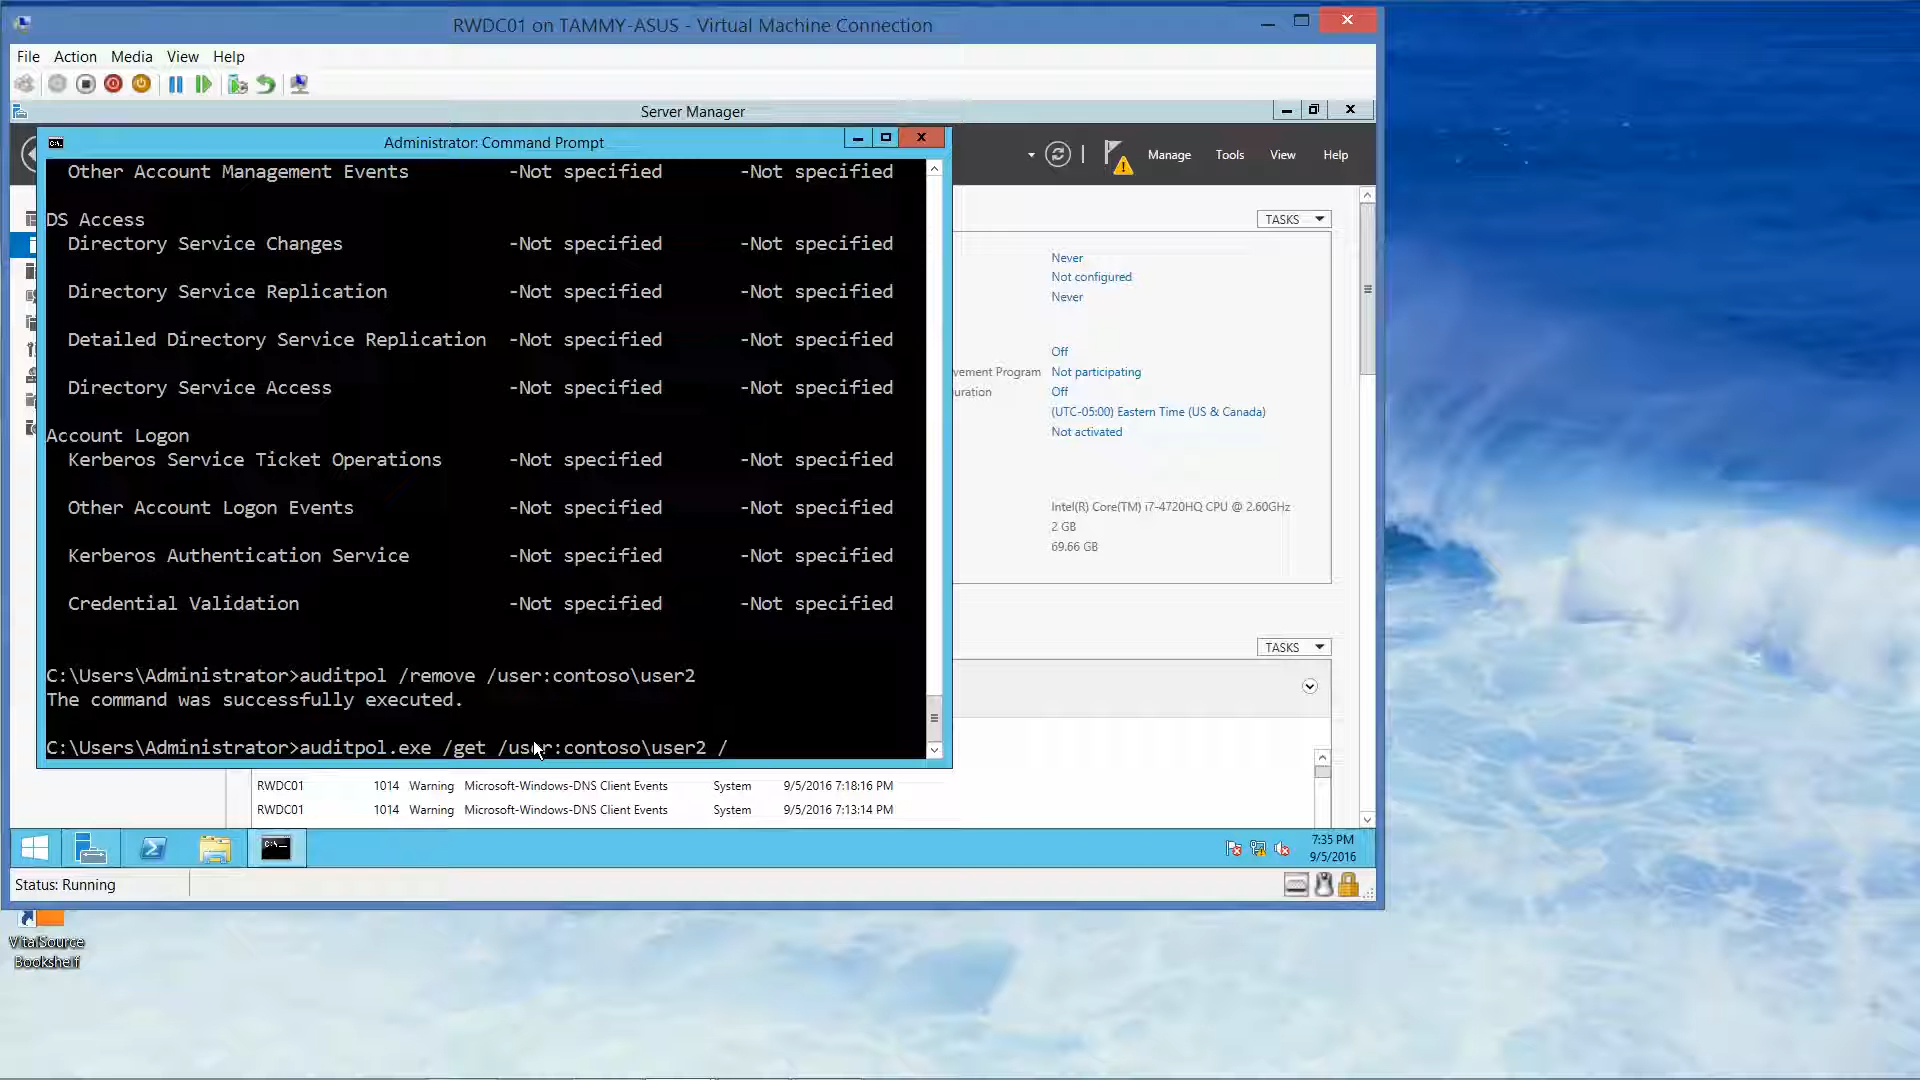 RWDC01 on TAMMY-ASUS - Virtual Machine Connection
File Action Media View Help
Server Manager
Administrator: Command Prompt
Manage Tools View Help
Other Account Management Events -Not specified -Not specified
TASKS
DS Access
Directory Service Changes -Not specified -Not specified
Never
Not configured
Directory Service Replication -Not specified -Not specified
Never
Detailed Directory Service Replication -Not specified -Not specified
Off
vement Program Not participating
Directory Service Access -Not specified -Not specified
uration Off
(UTC-05:00) Eastern Time (US & Canada)
Account Logon
Not activated
Kerberos Service Ticket Operations -Not specified -Not specified
Other Account Logon Events -Not specified -Not specified
Intel(R) Core(TM) i7-4720HQ CPU @ 2.60GHz
2 GB
Kerberos Authentication Service -Not specified -Not specified
69.66 GB
Credential Validation -Not specified -Not specified
TASKS
C:\Users\Administrator>auditpol /remove /user:contoso\user2
The command was successfully executed.
C:\Users\Administrator>auditpol.exe /get /user:contoso\user2 /
RWDC01 1014 Warning Microsoft-Windows-DNS Client Events System 9/5/2016 7:18:16 PM
RWDC01 1014 Warning Microsoft-Windows-DNS Client Events System 9/5/2016 7:13:14 PM
7:35 PM
9/5/2016
Status: Running
VitalSource
Bookshelf